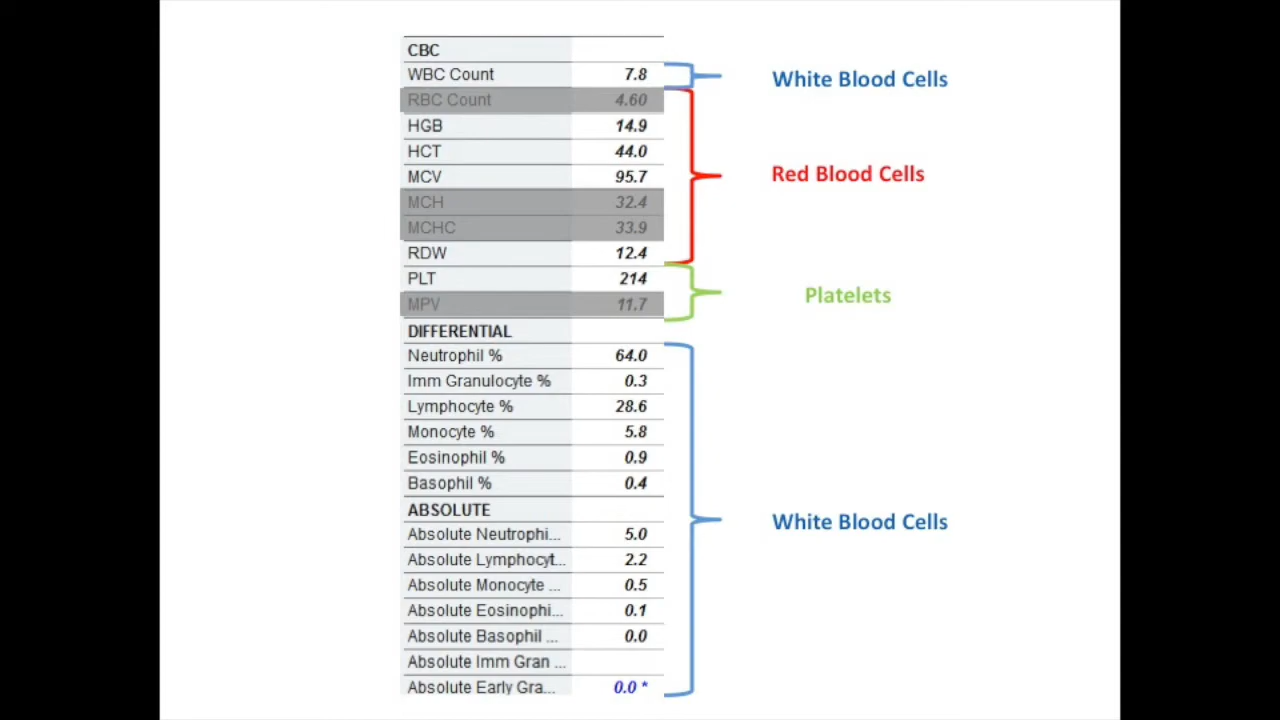 CBC
WBC Count 7.8
White Blood Cells
RBC Count 4.60
HGB 14.9
HCT 44.0
MCV 95.7
Red Blood Cells
MCH 32.4
MCHC 33.9
RDW 12.4
PLT 214
Platelets
MPV 11.7
DIFFERENTIAL
Neutrophil % 64.0
Imm Granulocyte % 0.3
Lymphocyte % 28.6
Monocyte % 5.8
Eosinophil % 0.9
Basophil % 0.4
ABSOLUTE
White Blood Cells
Absolute Neutrophi... 5.0
Absolute Lymphocyt... 2.2
Absolute Monocyte ... 0.5
Absolute Eosinophi... 0.1
Absolute Basophil ... 0.0
Absolute Imm Gran ...
Absolute Early Gra... 0.0 *